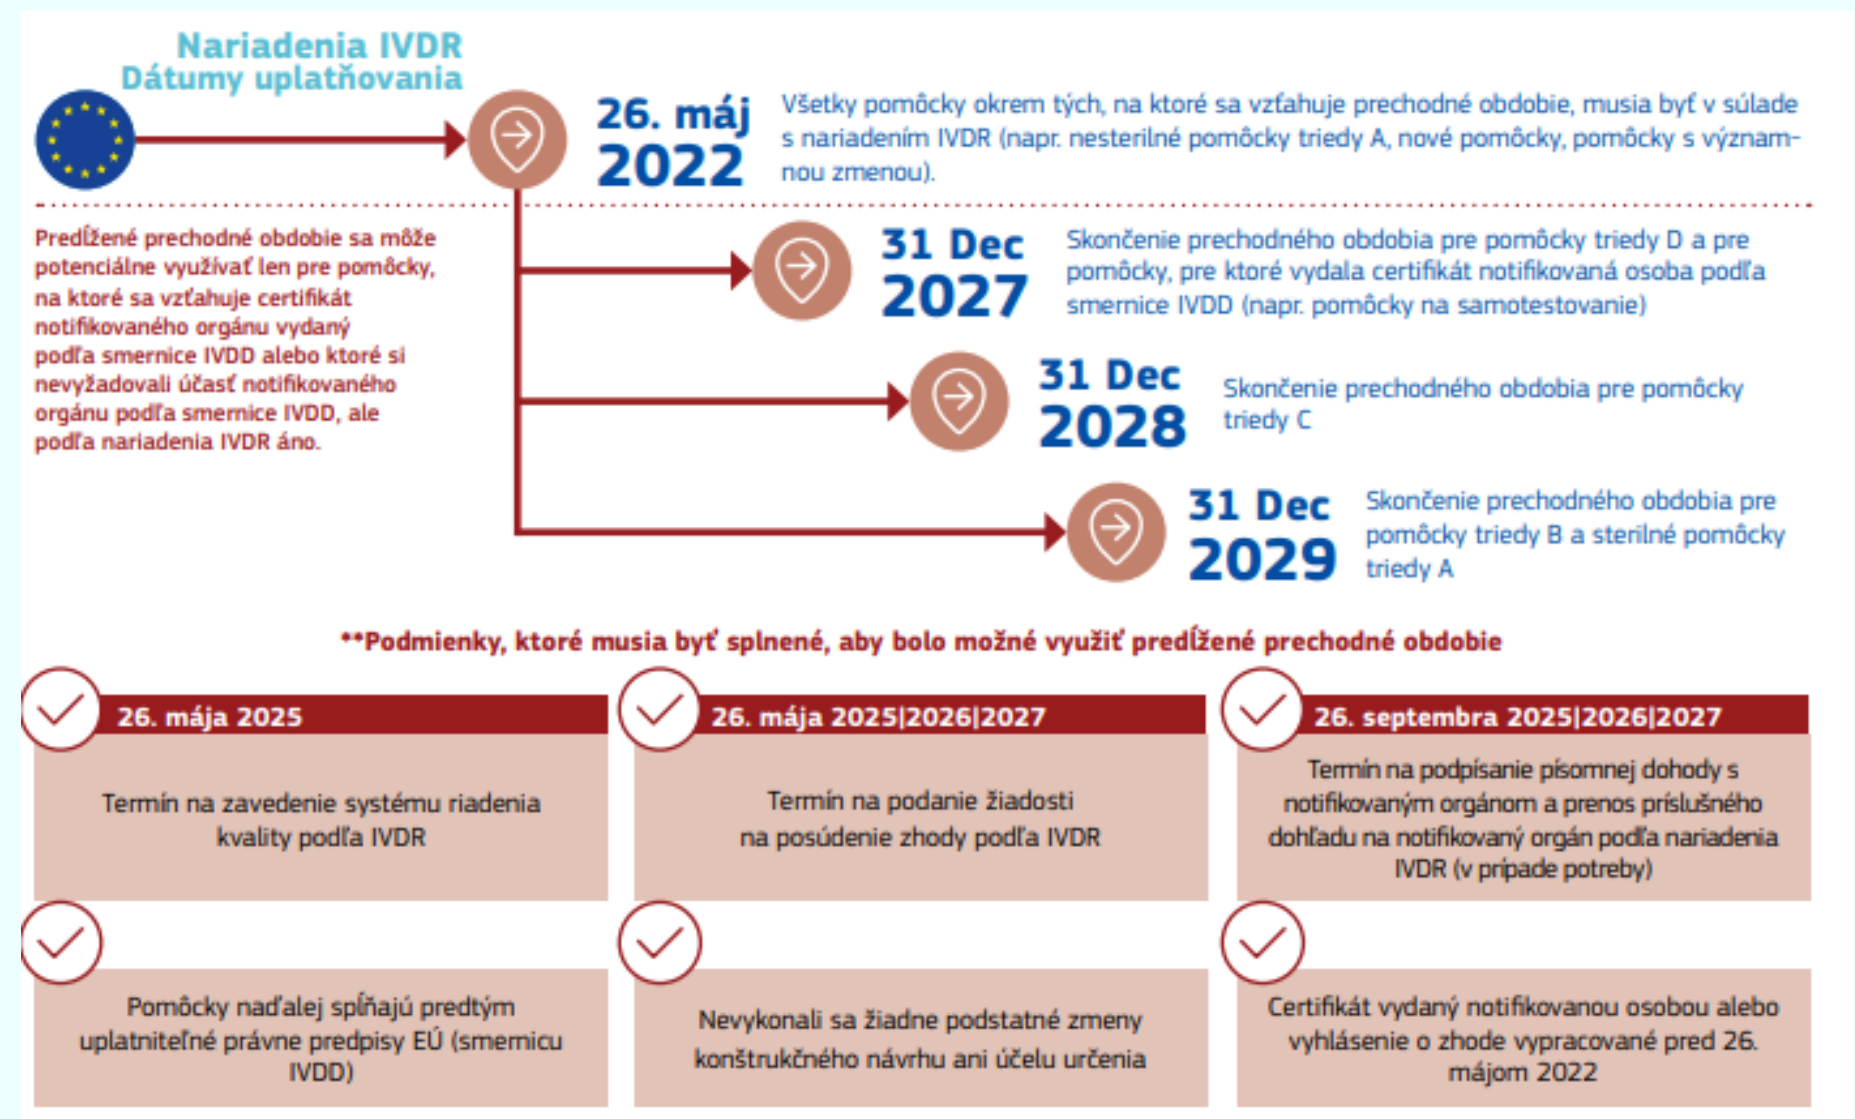 Nariadenia IVDR
Dátumy uplatňovania
26. máj
2022
Všetky pomôcky okrem tých, na ktoré sa vzťahuje prechodné obdobie, musia byť v súlade
s nariadením IVDR (napr. nesterilné pomôcky triedy A, nové pomôcky, pomôcky s význam-
nou zmenou).
Predĺžené prechodné obdobie sa môže
potenciálne využívať len pre pomôcky,
na ktoré sa vzťahuje certifikát
notifikovaného orgánu vydaný
podľa smernice IVDD alebo ktoré si
nevyžadovali účasť notifikovaného
orgánu podľa smernice IVDD, ale
podľa nariadenia IVDR áno.
31 Dec
2027
Skončenie prechodného obdobia pre pomôcky triedy D a pre
pomôcky, pre ktoré vydala certifikát notifikovaná osoba podľa
smernice IVDD (napr. pomôcky na samotestovanie)
31 Dec
2028
Skončenie prechodného obdobia pre pomôcky
triedy C
31 Dec
2029
Skončenie prechodného obdobia pre
pomôcky triedy B a sterilné pomôcky
triedy A
**Podmienky, ktoré musia byť splnené, aby bolo možné využiť predĺžené prechodné obdobie
26. mája 2025
Termín na zavedenie systému riadenia
kvality podľa IVDR
26. mája 2025|2026|2027
Termín na podanie žiadosti
na posúdenie zhody podľa IVDR
26. septembra 2025|2026|2027
Termín na podpísanie písomnej dohody s
notifikovaným orgánom a prenos príslušného
dohľadu na notifikovaný orgán podľa nariadenia
IVDR (v prípade potreby)
Pomôcky naďalej spĺňajú predtým
uplatniteľné právne predpisy EÚ (smernicu
IVDD)
Nevykonali sa žiadne podstatné zmeny
konštrukčného návrhu ani účelu určenia
Certifikát vydaný notifikovanou osobou alebo
vyhlásenie o zhode vypracované pred 26.
májom 2022